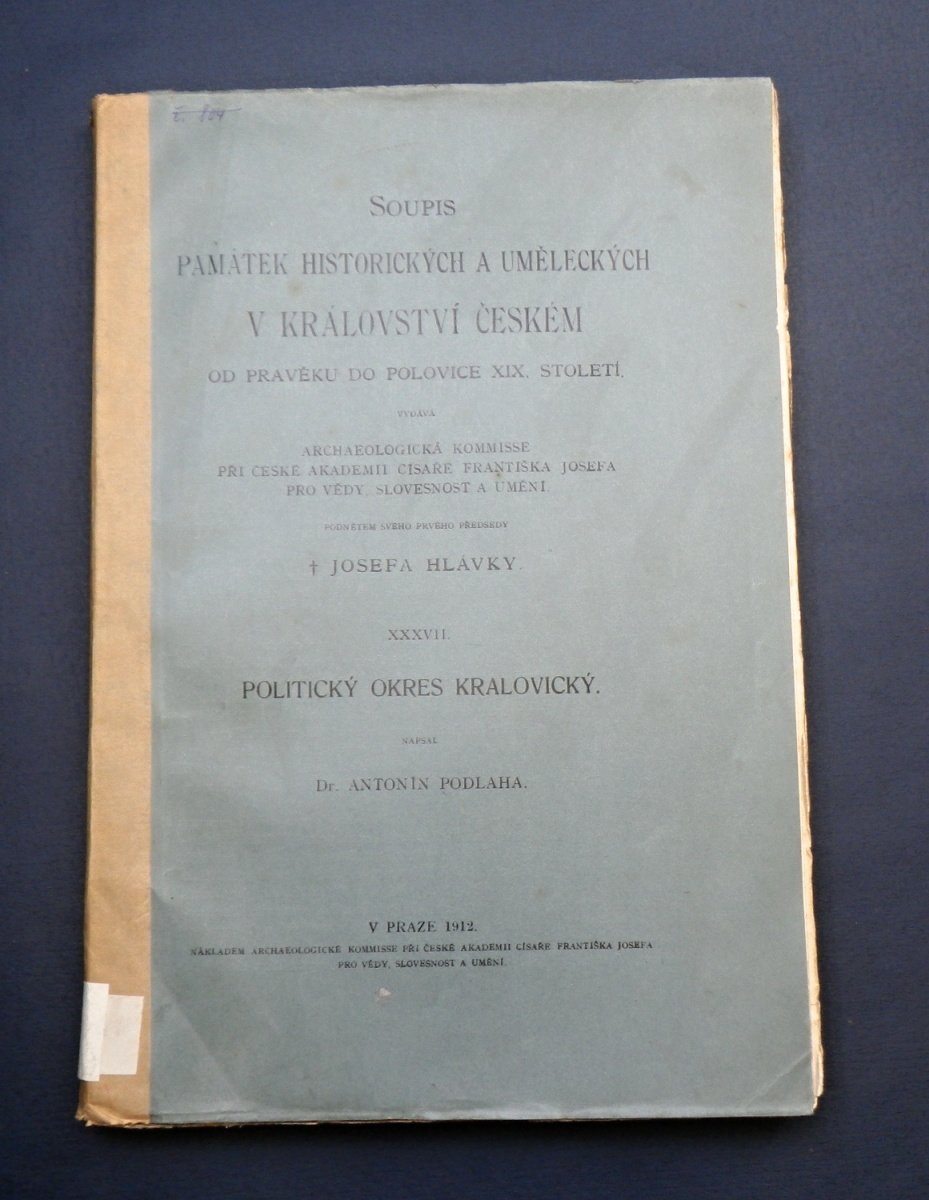 č. 804
SOUPIS
PAMÁTEK HISTORICKÝCH A UMĚLECKÝCH
V KRÁLOVSTVÍ ČESKÉM
OD PRAVĚKU DO POLOVICE XIX. STOLETÍ.
VYDÁVÁ
ARCHAEOLOGICKÁ KOMMISSE
PŘI ČESKÉ AKADEMII CÍSAŘE FRANTIŠKA JOSEFA
PRO VĚDY, SLOVESNOST A UMĚNÍ.
PODNĚTEM SVÉHO PRVÉHO PŘEDSEDY
† JOSEFA HLÁVKY.
XXXVII.
POLITICKÝ OKRES KRALOVICKÝ.
NAPSAL
Dr. ANTONÍN PODLAHA.
V PRAZE 1912.
NÁKLADEM ARCHAEOLOGICKÉ KOMMISSE PŘI ČESKÉ AKADEMII CÍSAŘE FRANTIŠKA JOSEFA
PRO VĚDY, SLOVESNOST A UMĚNÍ.